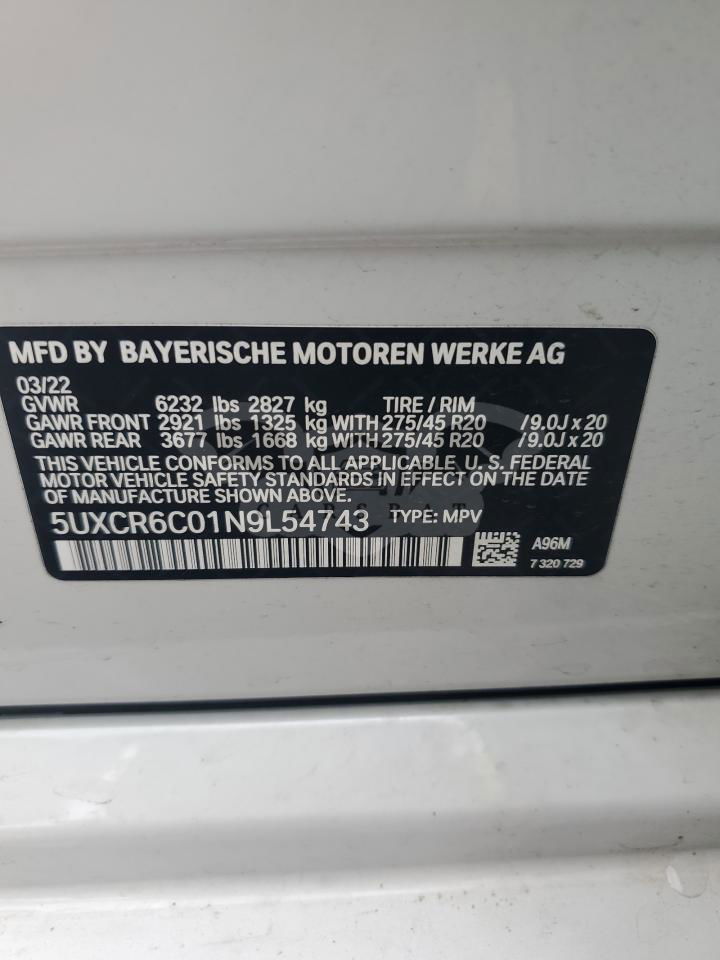 MFD BY BAYERISCHE MOTOREN WERKE AG
03/22
GVWR 6232 lbs 2827 kg TIRE / RIM
GAWR FRONT 2921 lbs 1325 kg WITH 275/45 R20 /9.0J x 20
GAWR REAR 3677 lbs 1668 kg WITH 275/45 R20 /9.0J x 20
THIS VEHICLE CONFORMS TO ALL APPLICABLE, U. S. FEDERAL
MOTOR VEHICLE SAFETY STANDARDS IN EFFECT ON THE DATE
OF MANUFACTURE SHOWN ABOVE.
CARSBAT
5UXCR6C01N9L54743 TYPE: MPV
A96M
7 320 729